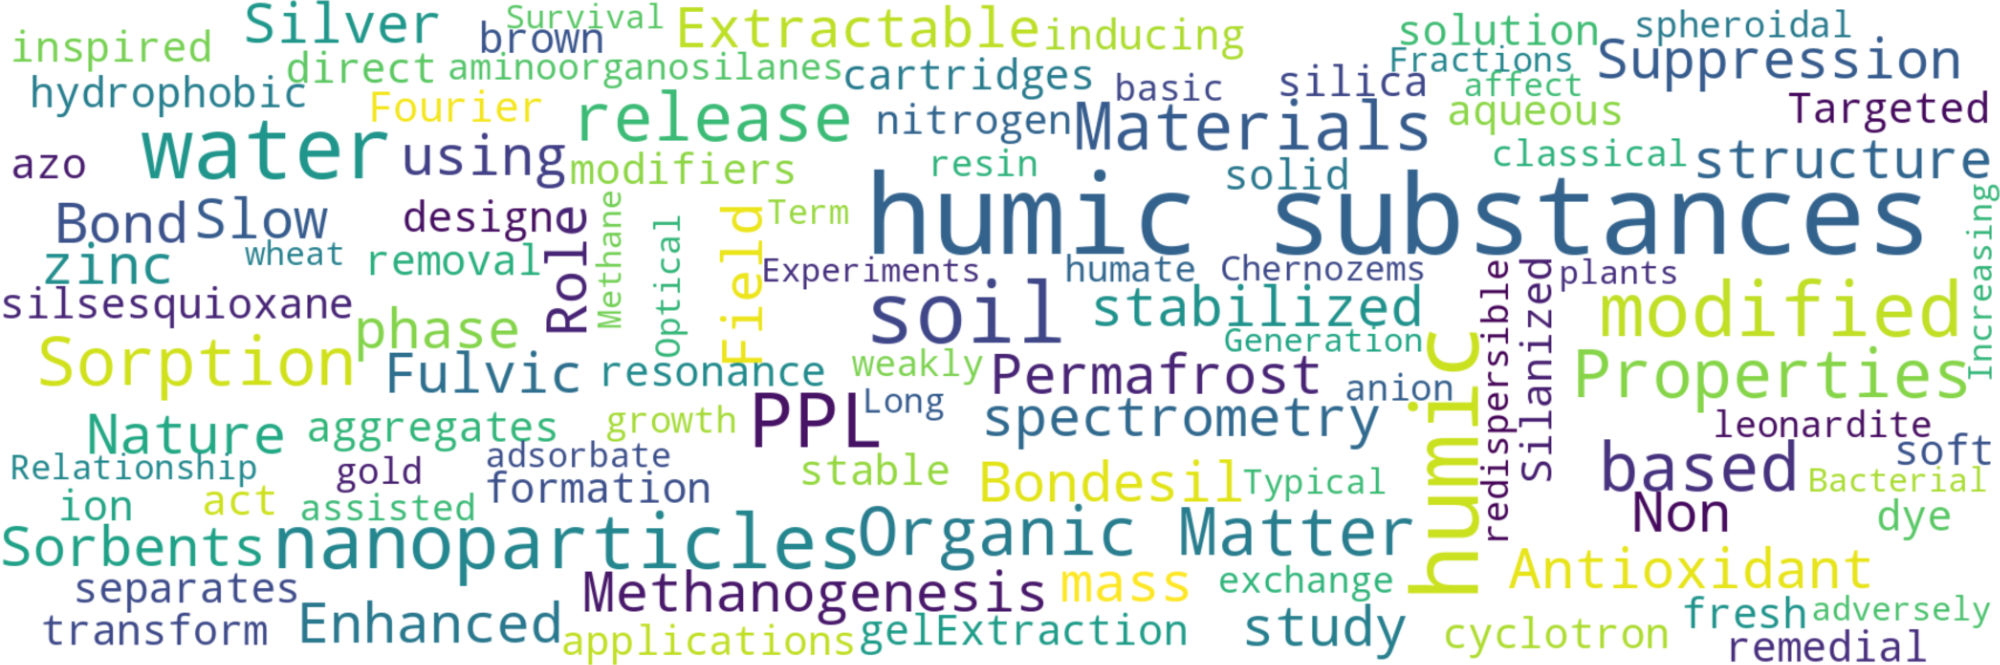 Silver
Survival
brown
Extractable
inducing
solution
spheroidal
inspired
direct
aminoorganosilanes
cartridges
Fractions
Suppression
hydrophobic
Fourier
release
basic
silica
affect
nitrogen
Materials
aqueous
Targeted
water
using
azo
modifiers
resin
solid
classical
structure
humic substances
Bond
Slow
designe
Role
Methane
Optical
Field
Term
Increasing
zinc
wheat
removal
Experiments
humate
Chernozems
plants
silsesquioxane
phase
soil
stabilized
redispersible
Silanized
modified
Generation
Sorption
Fulvic
resonance
weakly
Permafrost
anion
humic
Properties
Long
Nature
aggregates
growth
PPL
spectrometry
leonardite
Relationship
gold
adsorbate
formation
stable
Bondesil
Typical
based
soft
Bacterial
ion
act
assisted
Non
dye
Sorbents
nanoparticles
Organic Matter
Antioxidant
separates
Methanogenesis
mass
exchange
transform
Enhanced
applications
gelExtraction
study
cyclotron
fresh
adversely
remedial